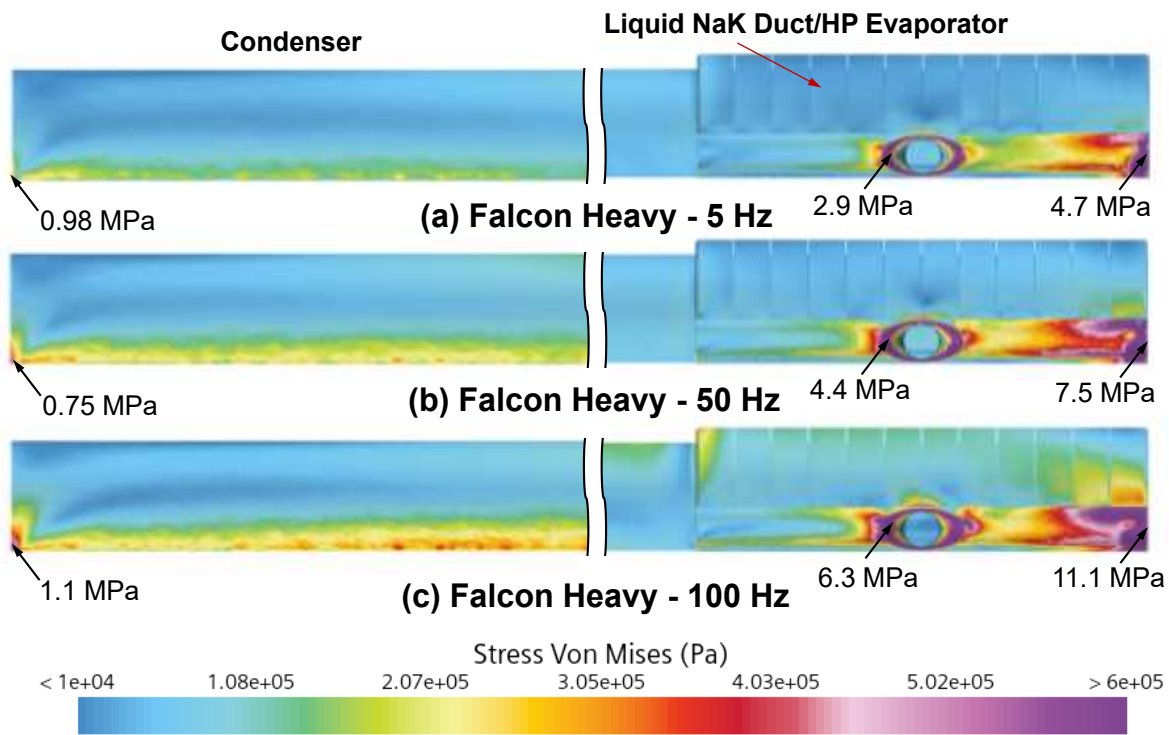 Condenser
Liquid NaK Duct/HP Evaporator
0.98 MPa
2.9 MPa
4.7 MPa
(a) Falcon Heavy - 5 Hz
0.75 MPa
4.4 MPa
7.5 MPa
(b) Falcon Heavy - 50 Hz
1.1 MPa
6.3 MPa
11.1 MPa
(c) Falcon Heavy - 100 Hz
Stress Von Mises (Pa)
< 1e+04 1.08e+05 2.07e+05 3.05e+05 4.03e+05 5.02e+05 > 6e+05